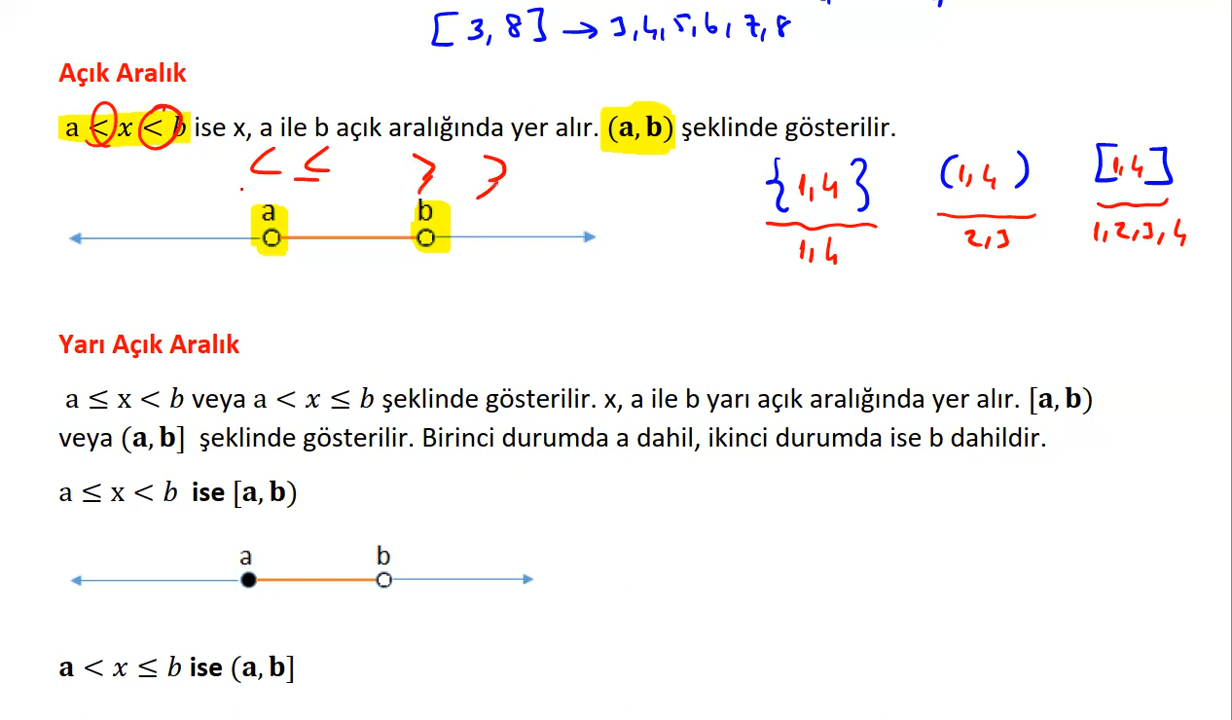 [3, 8] → 3, 4, 5, 6, 7, 8
Açık Aralık
a < x < b ise x, a ile b açık aralığında yer alır. (a, b) şeklinde gösterilir.
< ≤
{1, 4} (1, 4) [1, 4]
a b
1, 4 2, 3 1, 2, 3, 4
Yarı Açık Aralık
a ≤ x < b veya a < x ≤ b şeklinde gösterilir. x, a ile b yarı açık aralığında yer alır. [a, b)
veya (a, b] şeklinde gösterilir. Birinci durumda a dahil, ikinci durumda ise b dahildir.
a ≤ x < b ise [a, b)
a b
a < x ≤ b ise (a, b]